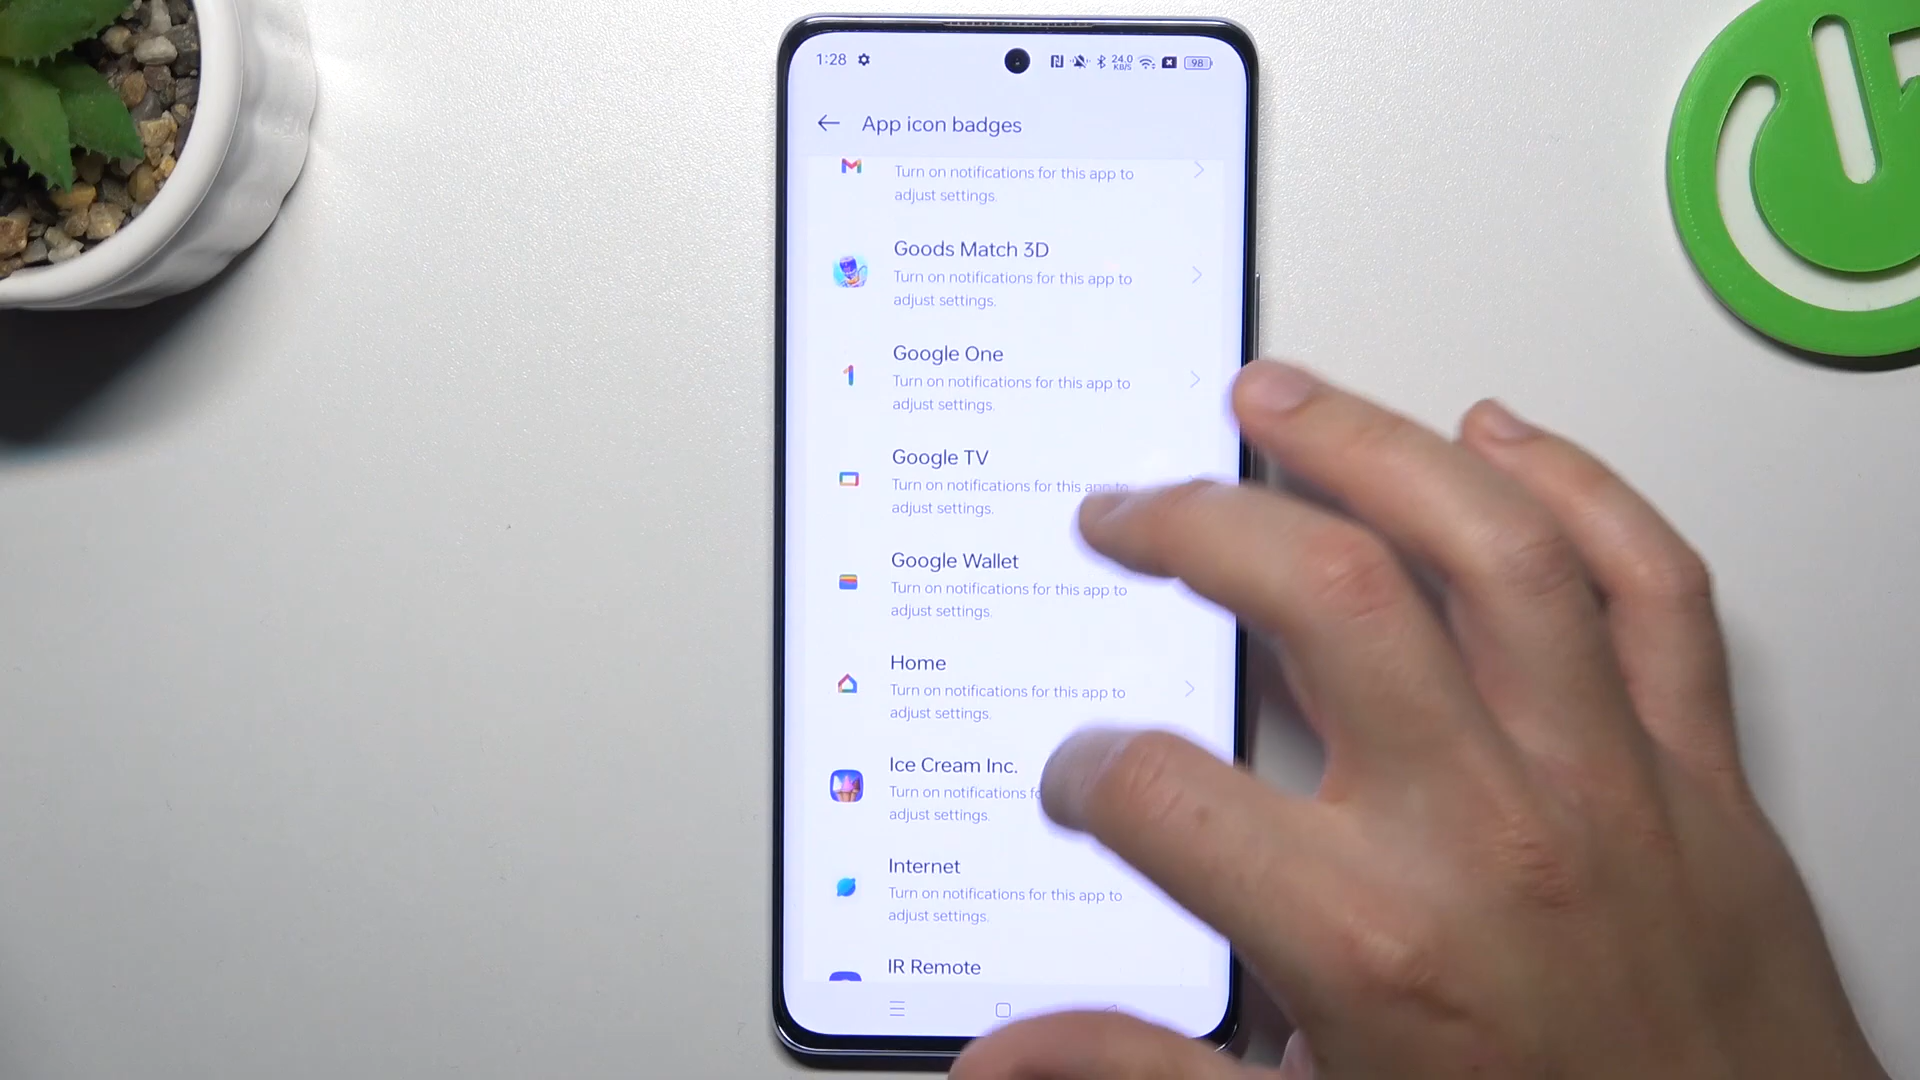 1:28
24.0
KB/S
98
App icon badges
Turn on notifications for this app to
adjust settings.
Goods Match 3D
Turn on notifications for this app to
adjust settings.
Google One
Turn on notifications for this app to
adjust settings.
Google TV
Turn on notifications for this app to
adjust settings.
Google Wallet
Turn on notifications for this app to
adjust settings.
Home
Turn on notifications for this app to
adjust settings.
Ice Cream Inc.
Turn on notifications
adjust settings.
Internet
Turn on notifications for this app to
adjust settings.
IR Remote